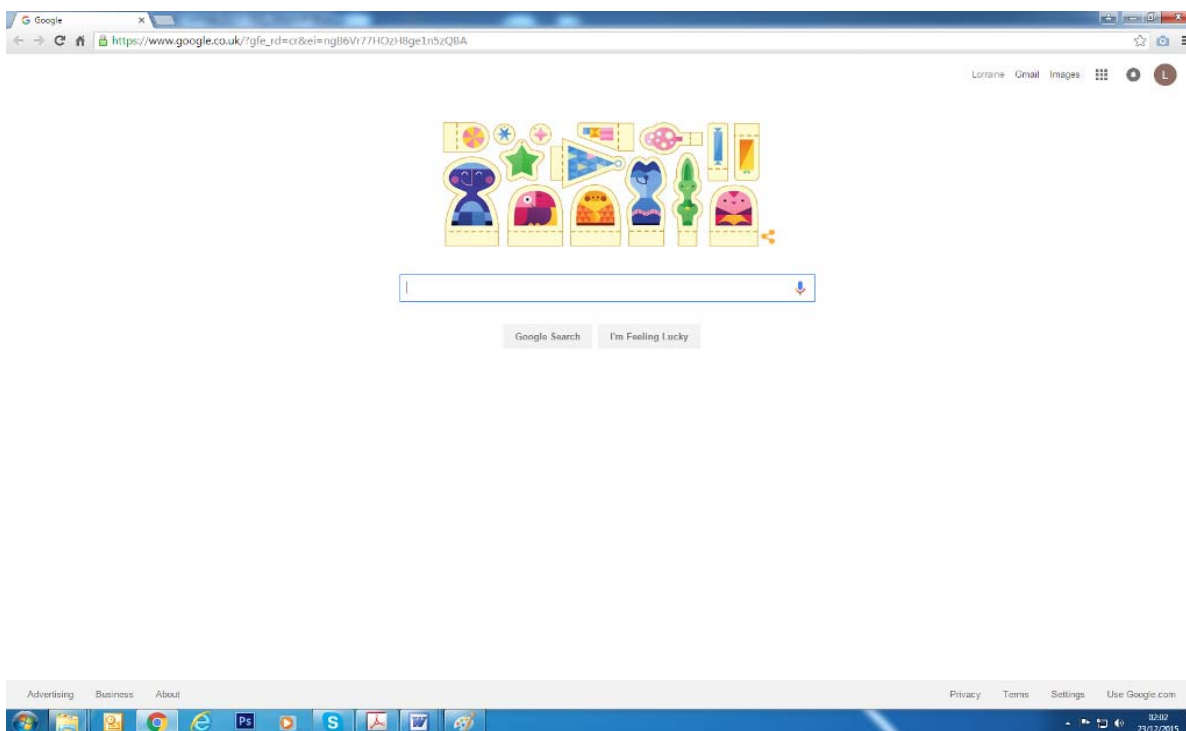 Google
https://www.google.co.uk/?gfe_rd=cr&ei=ngB6Vr77HOzH8ge1n5zQBA
Lorraine Gmail Images
L
Google Search I'm Feeling Lucky
Advertising Business About
Privacy Terms Settings Use Google.com
Ps S W
02:02
23/12/2015